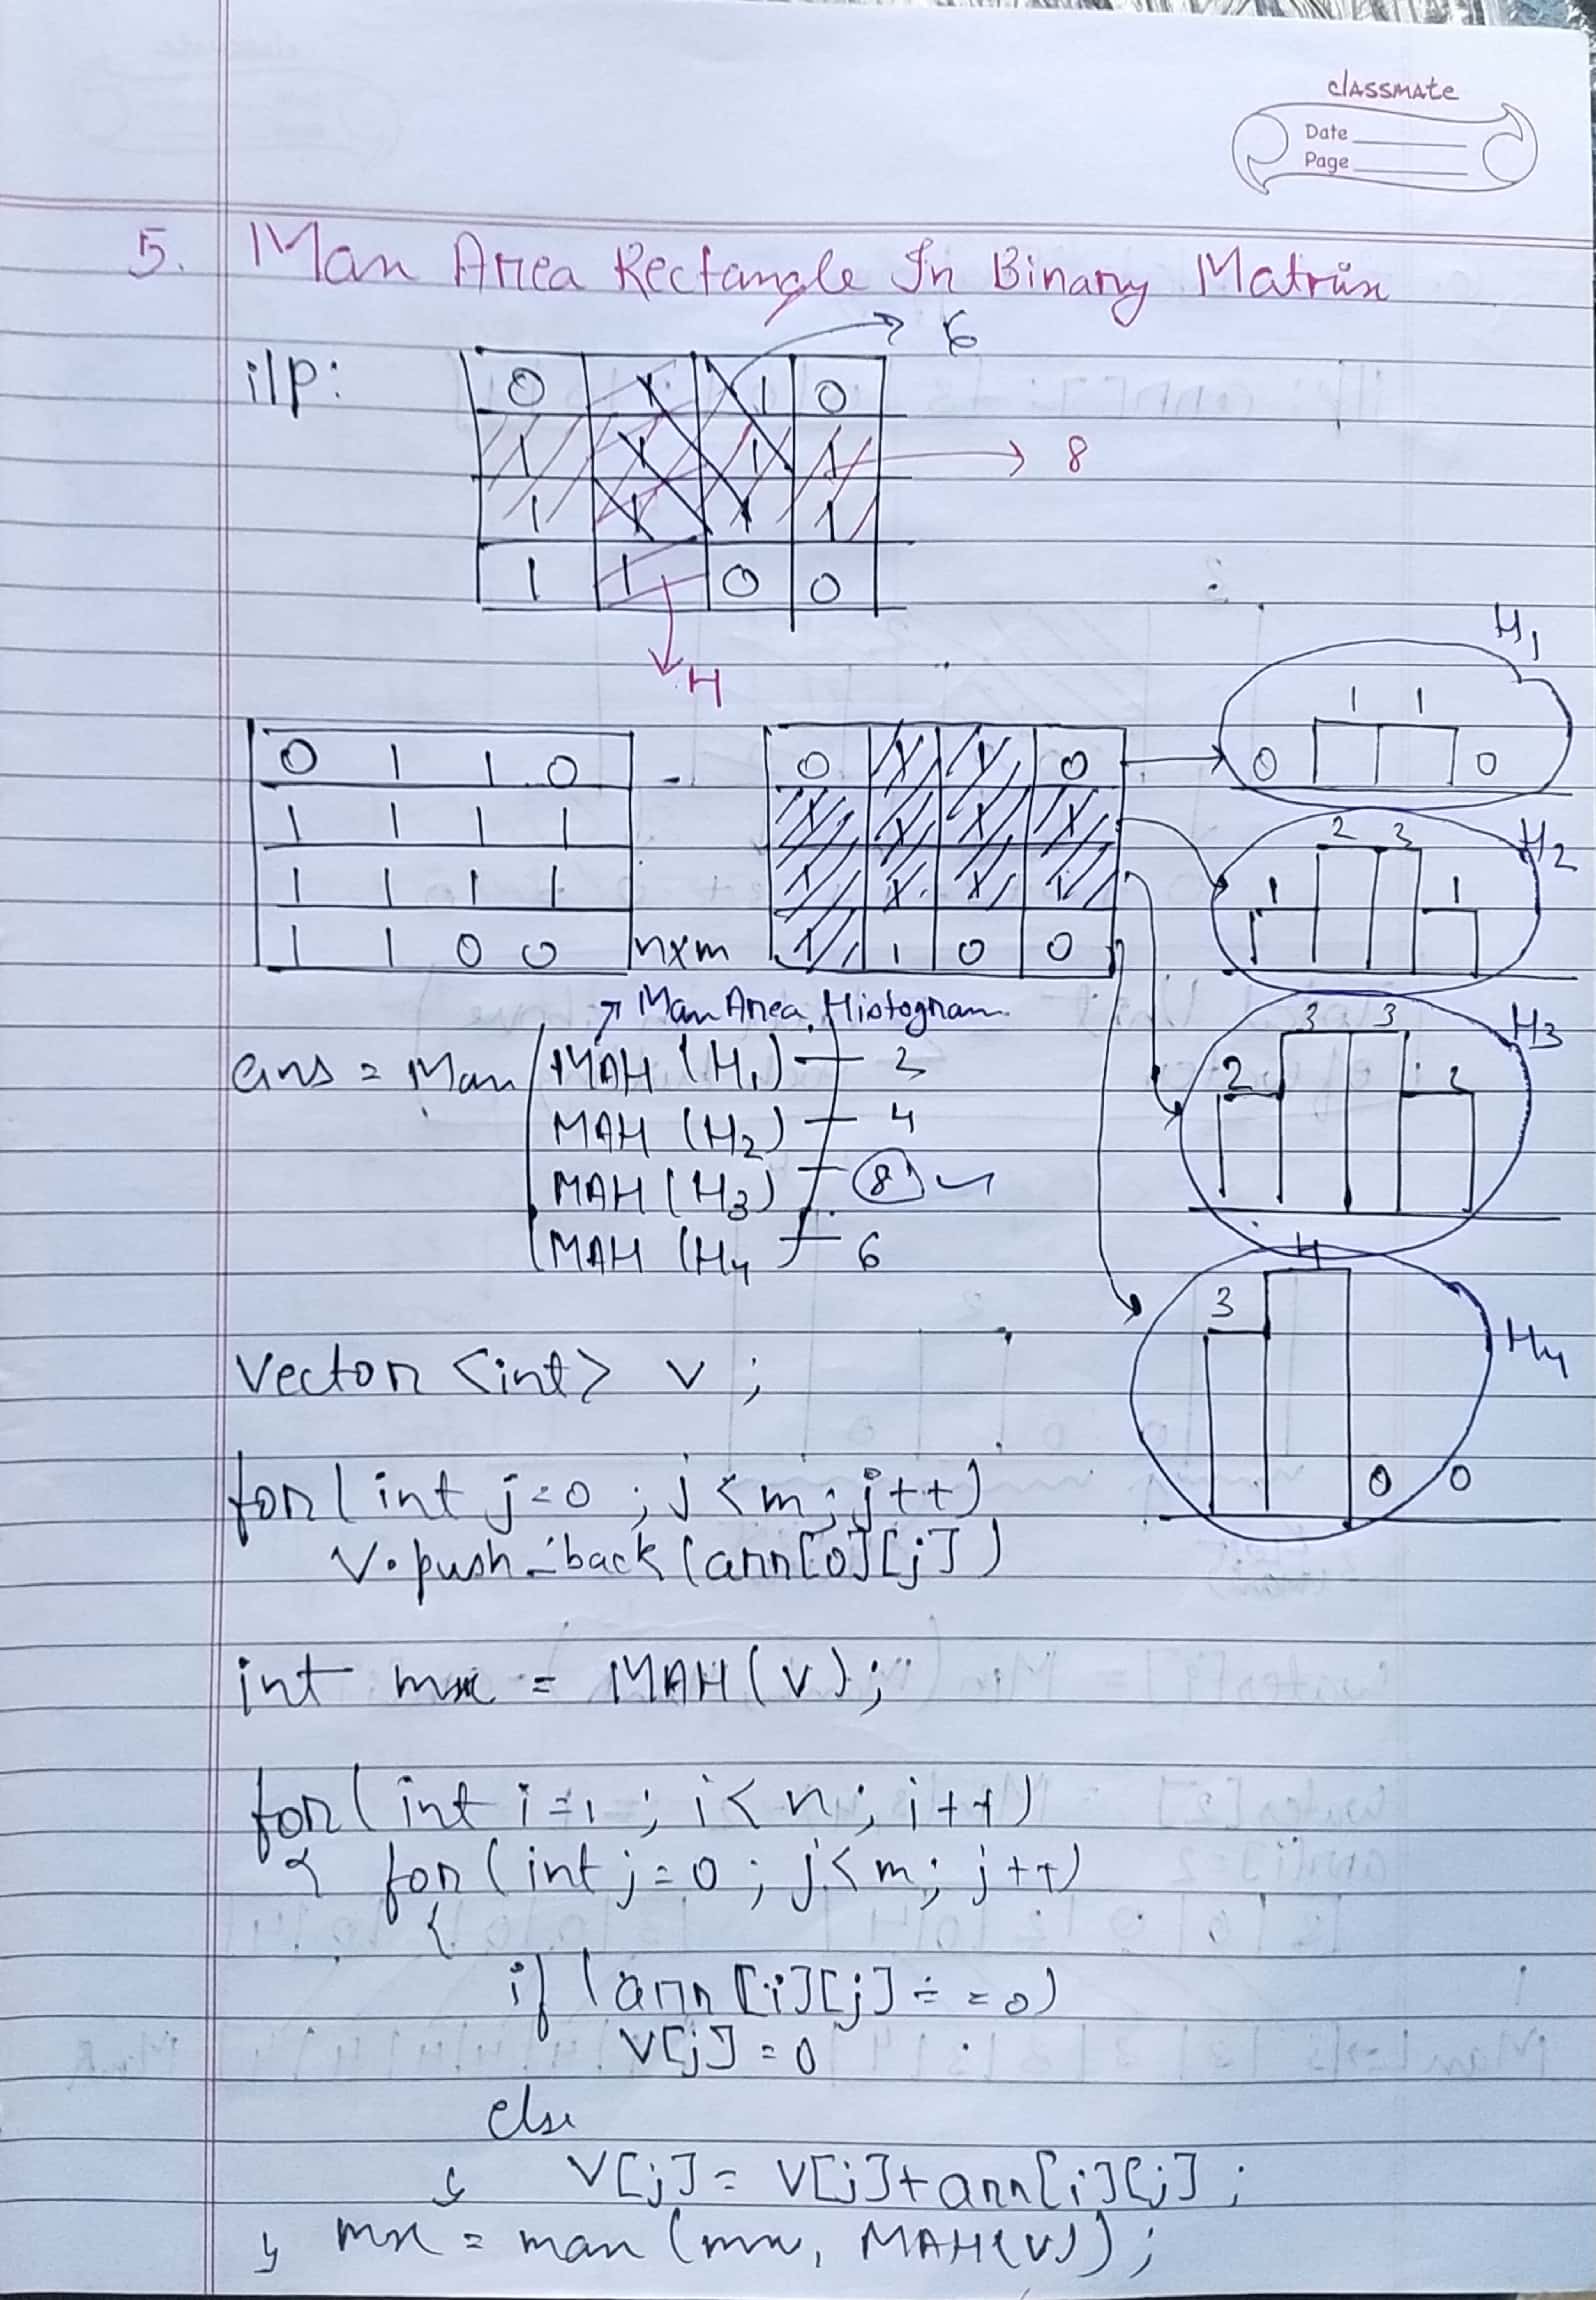 classmate
Date
Page
5. Max Area Rectangle In Binary Matrix
i/p:
6
0 1 1 0
1 1 1 1
8
1 1 1 1
1 1 0 0
4
H1
0 1 1 0
0 1 1 0
0 1 1 0
1 1 1 1
1 1 1 1
1 2 2 1
H2
1 1 1 1
1 1 1 1
1 1 0 0 nxm
1 1 0 0
Max Area Histogram
2 3 3 2
H3
ans = Max
MAH (H1) — 2
MAH (H2) — 4
MAH (H3) — 8
MAH (H4 — 6
3 4 0 0
H4
Vector <int> v ;
for ( int j=0 ; j < m ; j++)
v.push_back (arr[0][j])
int mx = MAH(v);
for( int i=1 ; i < n ; i++)
{ for (int j=0 ; j<m; j++)
{
if (arr [i][j] == 0)
v[j] = 0
else
} v[j] = v[j]+arr[i][j] ;
} mx = max (mx, MAH(v)) ;